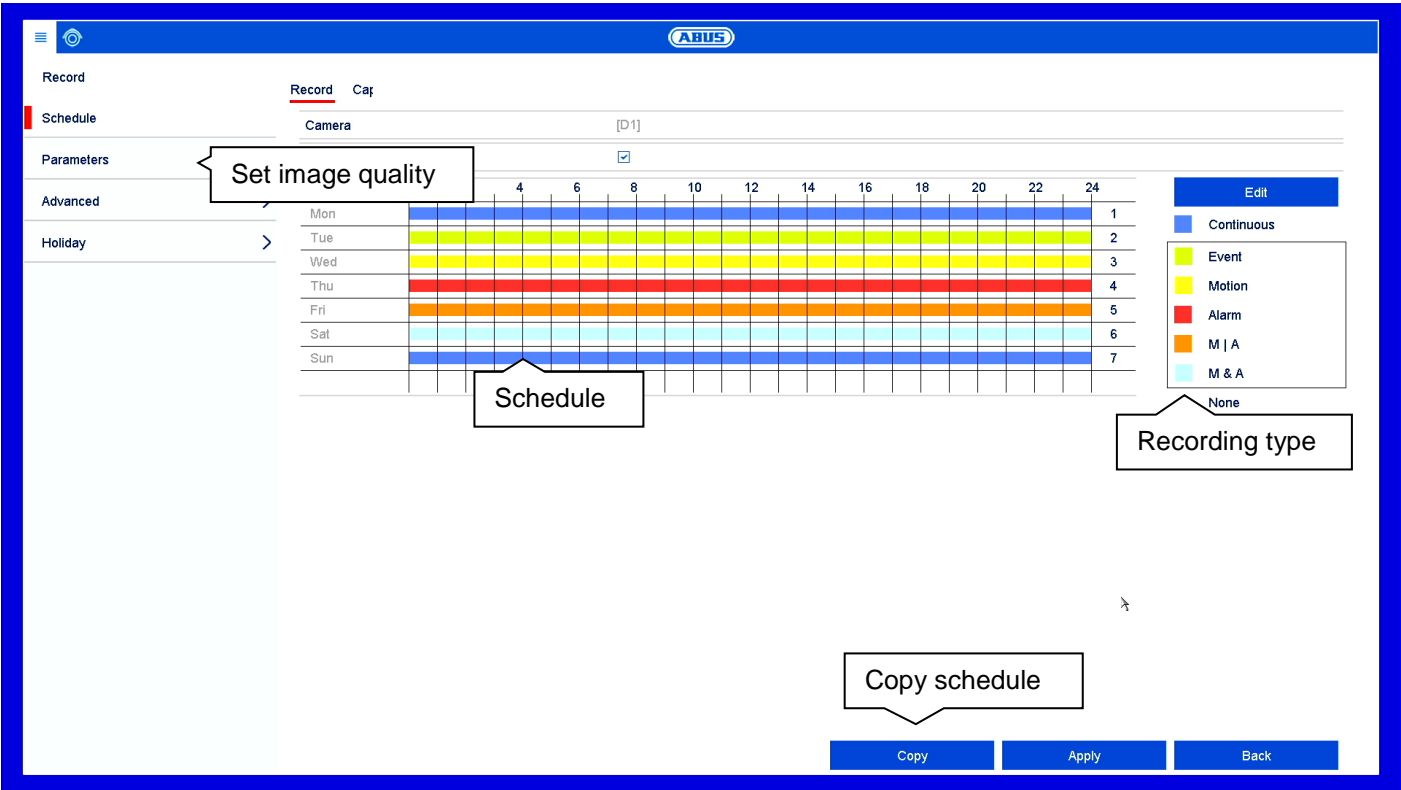 ABUS
Record
Schedule
Parameters
Advanced
Holiday
Record Cap
Camera [D1]
Set image quality
4 6 8 10 12 14 16 18 20 22 24
Mon 1
Tue 2
Wed 3
Thu 4
Fri 5
Sat 6
Sun 7
Schedule
Edit
Continuous
Event
Motion
Alarm
M | A
M & A
None
Recording type
Copy schedule
Copy Apply Back